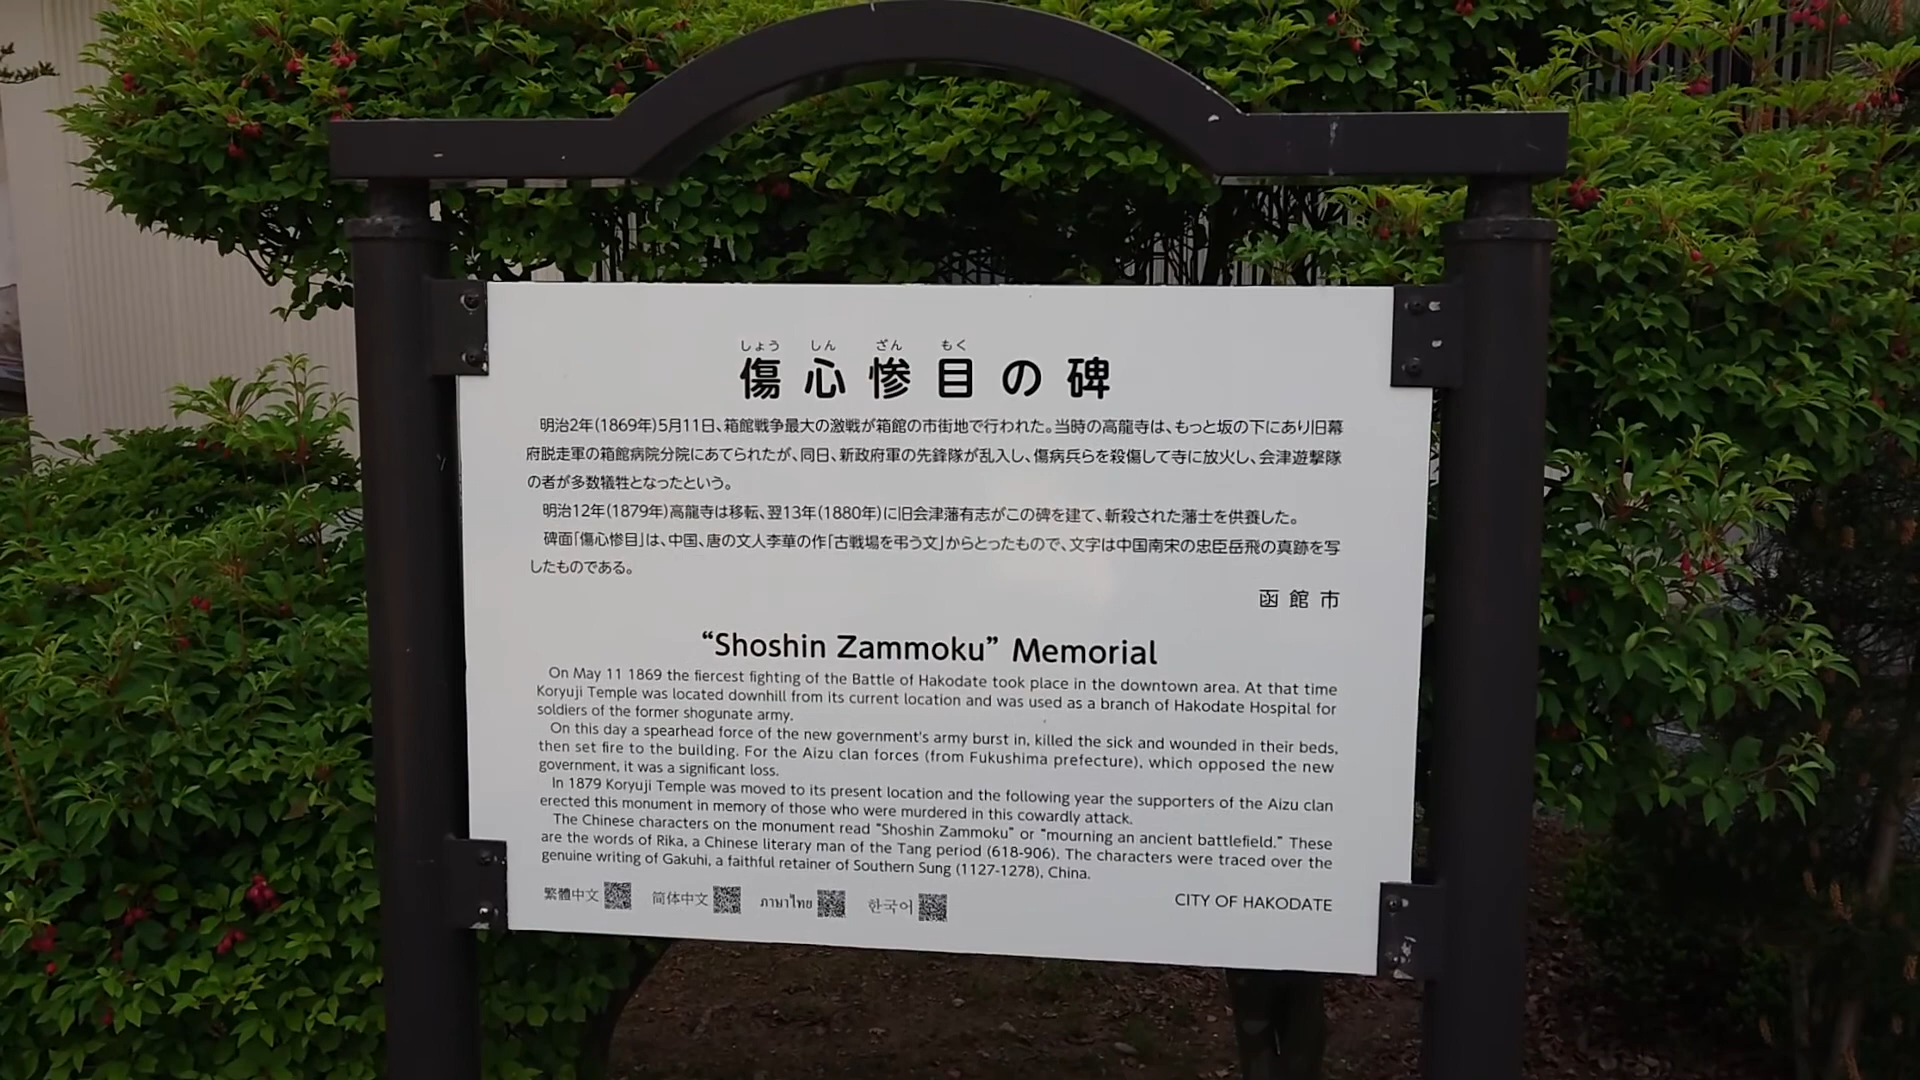 しょう しん ざん もく
傷心惨目の碑
明治2年(1869年)5月11日、箱館戦争最大の激戦が箱館の市街地で行われた。当時の高龍寺は、もっと坂の下にあり旧幕
府脱走軍の箱館病院分院にあてられたが、同日、新政府軍の先鋒隊が乱入し、傷病兵らを殺傷して寺に放火し、会津遊撃隊
の者が多数犠牲となったという。
明治12年(1879年)高龍寺は移転、翌13年(1880年)に旧会津藩有志がこの碑を建て、斬殺された藩士を供養した。
碑面「傷心惨目」は、中国、唐の文人李華の作「古戦場を弔う文」からとったもので、文字は中国南宋の忠臣岳飛の真跡を写
したものである。
函館市
“Shoshin Zammoku” Memorial
On May 11 1869 the fiercest fighting of the Battle of Hakodate took place in the downtown area. At that time
Koryuji Temple was located downhill from its current location and was used as a branch of Hakodate Hospital for
soldiers of the former shogunate army.
On this day a spearhead force of the new government's army burst in, killed the sick and wounded in their beds,
then set fire to the building. For the Aizu clan forces (from Fukushima prefecture), which opposed the new
government, it was a significant loss.
In 1879 Koryuji Temple was moved to its present location and the following year the supporters of the Aizu clan
erected this monument in memory of those who were murdered in this cowardly attack.
The Chinese characters on the monument read “Shoshin Zammoku” or “mourning an ancient battlefield.” These
are the words of Rika, a Chinese literary man of the Tang period (618-906). The characters were traced over the
genuine writing of Gakuhi, a faithful retainer of Southern Sung (1127-1278), China.
繁體中文 简体中文 ภาษาไทย 한국어
CITY OF HAKODATE